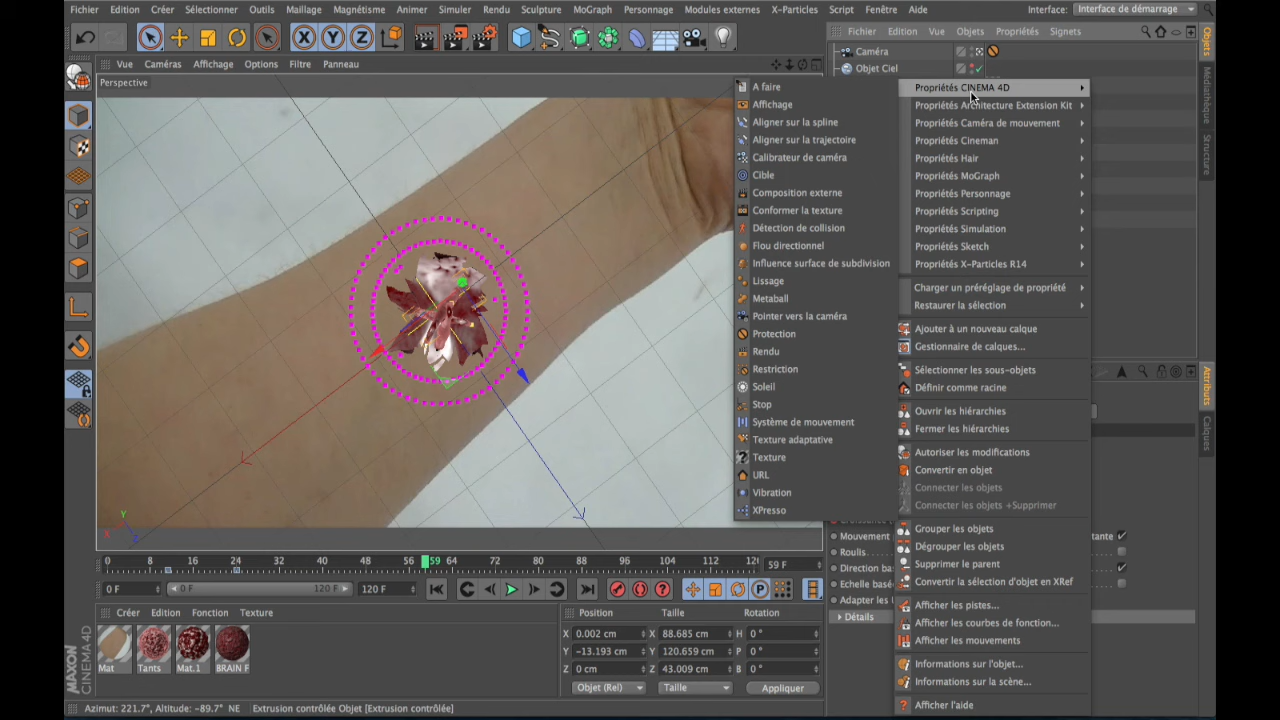 Fichier Edition Créer Sélectionner Outils Maillage Magnétisme Animer Simuler Rendu Sculpture MoGraph Personnage Modules externes X-Particles Script Fenêtre Aide Interface: Interface de démarrage
Fichier Edition Vue Objets Propriétés Signets
Caméra
Objet Ciel
Vue Caméras Affichage Options Filtre Panneau
Perspective
A faire
Affichage
Aligner sur la spline
Aligner sur la trajectoire
Calibrateur de caméra
Cible
Composition externe
Conformer la texture
Détection de collision
Flou directionnel
Influence surface de subdivision
Lissage
Metaball
Pointer vers la caméra
Protection
Rendu
Restriction
Soleil
Stop
Système de mouvement
Texture adaptative
Texture
URL
Vibration
XPresso
Propriétés CINEMA 4D
Propriétés Architecture Extension Kit
Propriétés Caméra de mouvement
Propriétés Cineman
Propriétés Hair
Propriétés MoGraph
Propriétés Personnage
Propriétés Scripting
Propriétés Simulation
Propriétés Sketch
Propriétés X-Particles R14
Charger un préréglage de propriété
Restaurer la sélection
Ajouter à un nouveau calque
Gestionnaire de calques...
Sélectionner les sous-objets
Définir comme racine
Ouvrir les hiérarchies
Fermer les hiérarchies
Autoriser les modifications
Convertir en objet
Connecter les objets
Connecter les objets +Supprimer
Grouper les objets
Dégrouper les objets
Supprimer le parent
Convertir la sélection d'objet en XRef
Afficher les pistes...
Afficher les courbes de fonction...
Afficher les mouvements
Informations sur l'objet...
Informations sur la scène...
Afficher l'aide
Objets
Médiathèque
Structure
Attributs
Calques
Mouvement
tante
Roulis
Direction ba
Echelle basé
Adapter les
Détails
X Y Z
0 8 16 24 32 40 48 56 59 64 72 80 88 96 104 112 12
59 F
0 F 0 F 120 F 120 F
Créer Edition Fonction Texture
Mat Tants Mat.1 BRAIN F
Position Taille Rotation
X 0.002 cm X 88.685 cm H 0 °
Y −13.193 cm Y 120.659 cm P 0 °
Z 0 cm Z 43.009 cm B 0 °
Objet (Rel) Taille Appliquer
MAXON
CINEMA 4D
Azimut: 221.7°, Altitude: -89.7° NE Extrusion contrôlée Objet [Extrusion contrôlée]